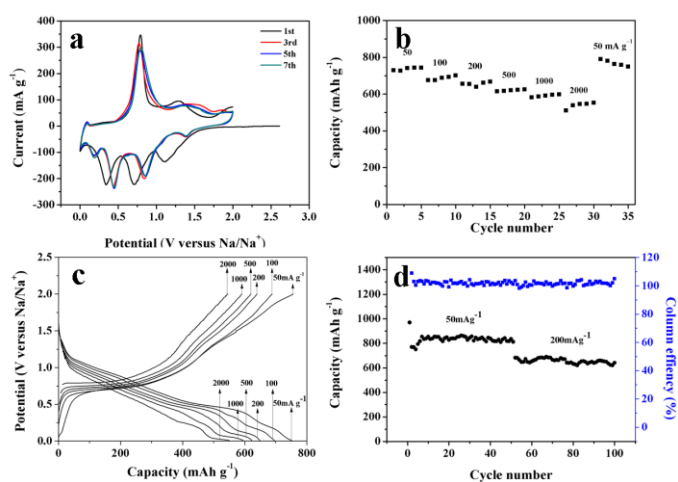 a
1st
3rd
5th
7th
400
300
200
100
0
-100
-200
-300
0.0 0.5 1.0 1.5 2.0 2.5 3.0
Current (mA g⁻¹)
Potential (V versus Na/Na⁺)
b
50
100
200
500
1000
2000
50 mA g⁻¹
1000
800
600
400
200
0
0 5 10 15 20 25 30 35
Capacity (mAh g⁻¹)
Cycle number
c
2000
1000
500
200
100
50mA g⁻¹
2000
1000
500
200
100
50mA g⁻¹
2.5
2.0
1.5
1.0
0.5
0.0
0 200 400 600 800
Potential (V versus Na/Na⁺)
Capacity (mAh g⁻¹)
d
50mAg⁻¹
200mAg⁻¹
1400
1200
1000
800
600
400
200
0
120
100
80
60
40
20
0
0 20 40 60 80 100
Capacity (mAh g⁻¹)
Cycle number
Column effiency (%)